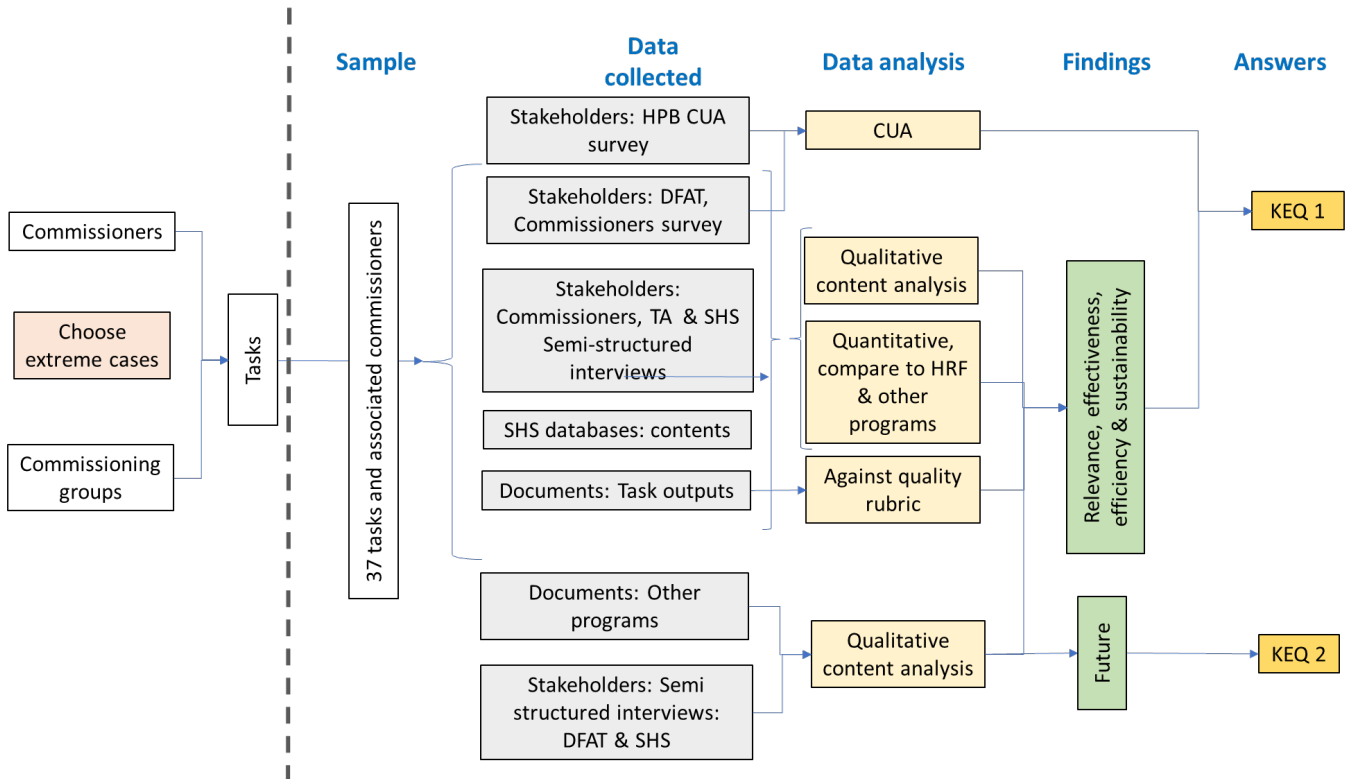 Sample
Data
collected
Data analysis
Findings
Answers
Commissioners
Choose
extreme cases
Commissioning
groups
Tasks
37 tasks and associated commissioners
Stakeholders: HPB CUA
survey
Stakeholders: DFAT,
Commissioners survey
Stakeholders:
Commissioners, TA & SHS
Semi-structured
interviews
SHS databases: contents
Documents: Task outputs
Documents: Other
programs
Stakeholders: Semi
structured interviews:
DFAT & SHS
CUA
Qualitative
content analysis
Quantitative,
compare to HRF
& other
programs
Against quality
rubric
Qualitative
content analysis
Relevance, effectiveness,
efficiency & sustainability
Future
KEQ 1
KEQ 2